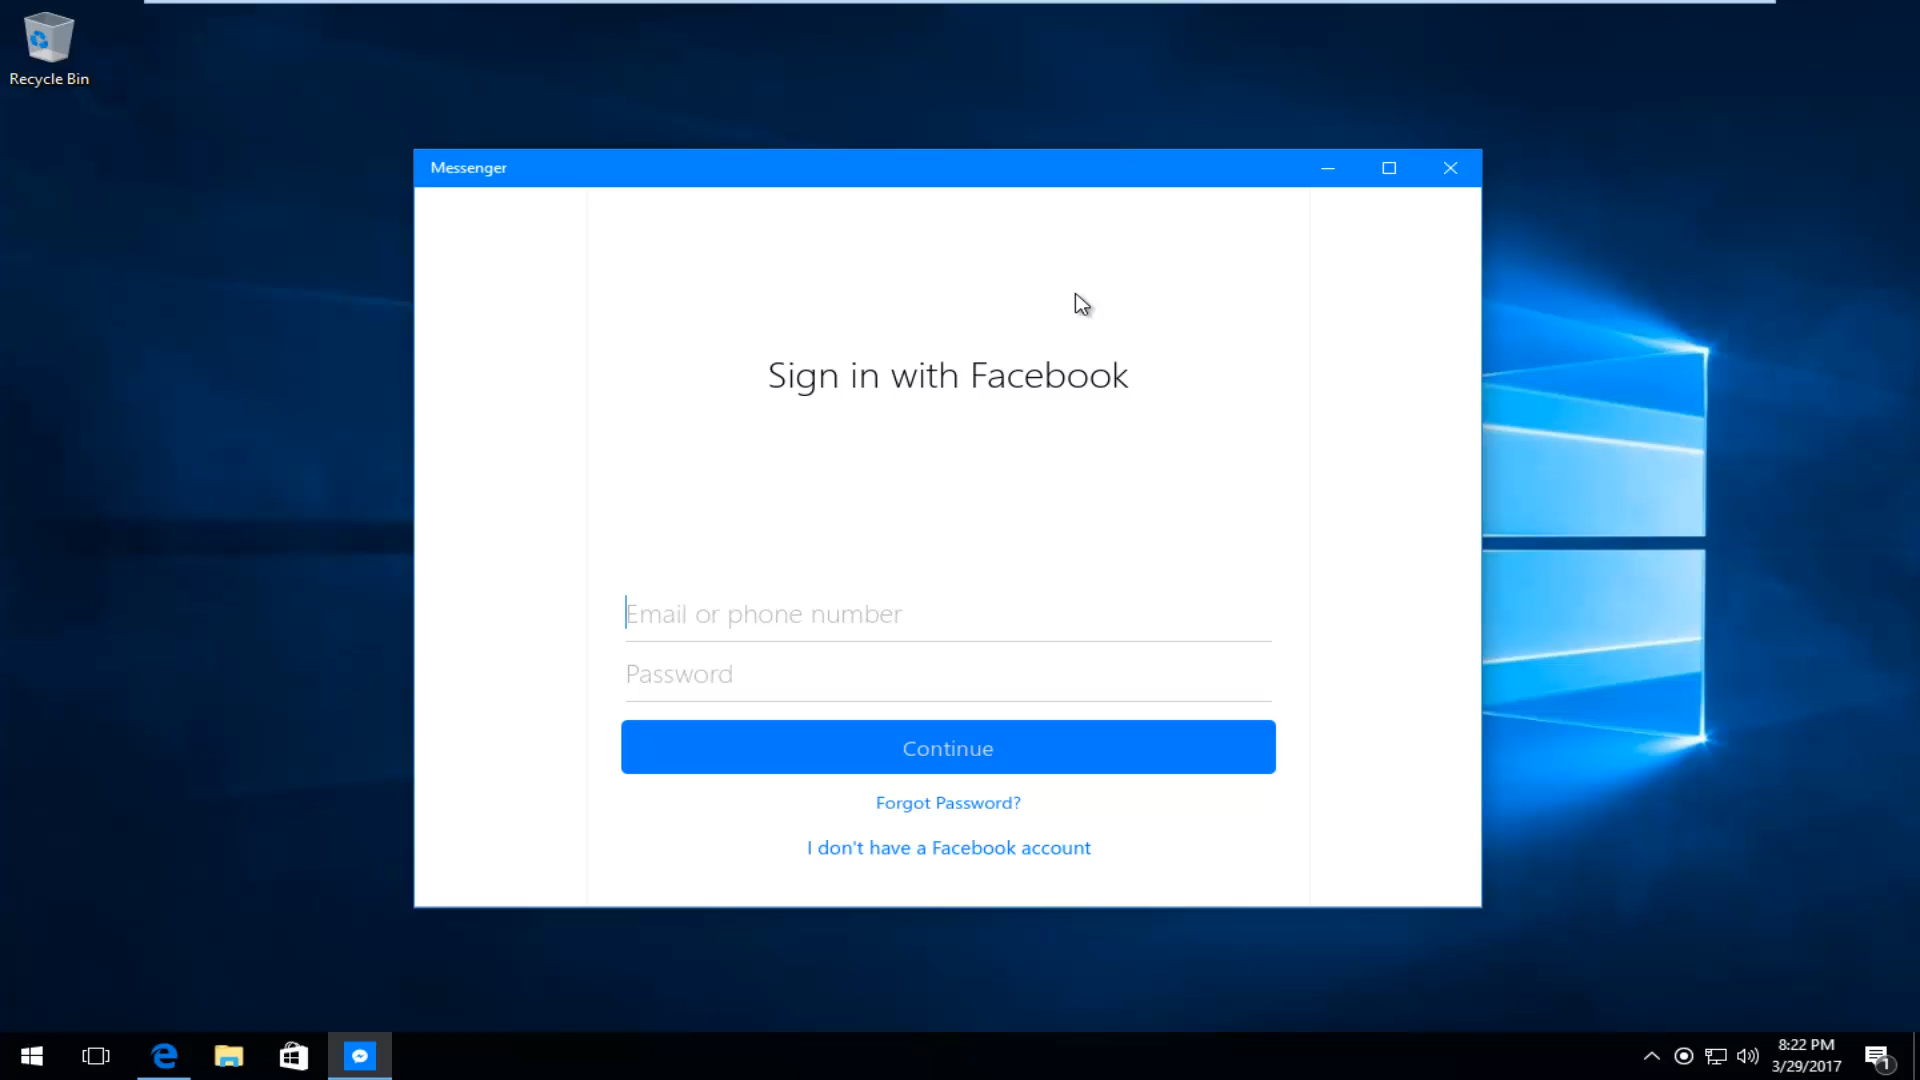 Recycle Bin
Messenger
Sign in with Facebook
Email or phone number
Password
Continue
Forgot Password?
I don't have a Facebook account
8:22 PM
3/29/2017
1